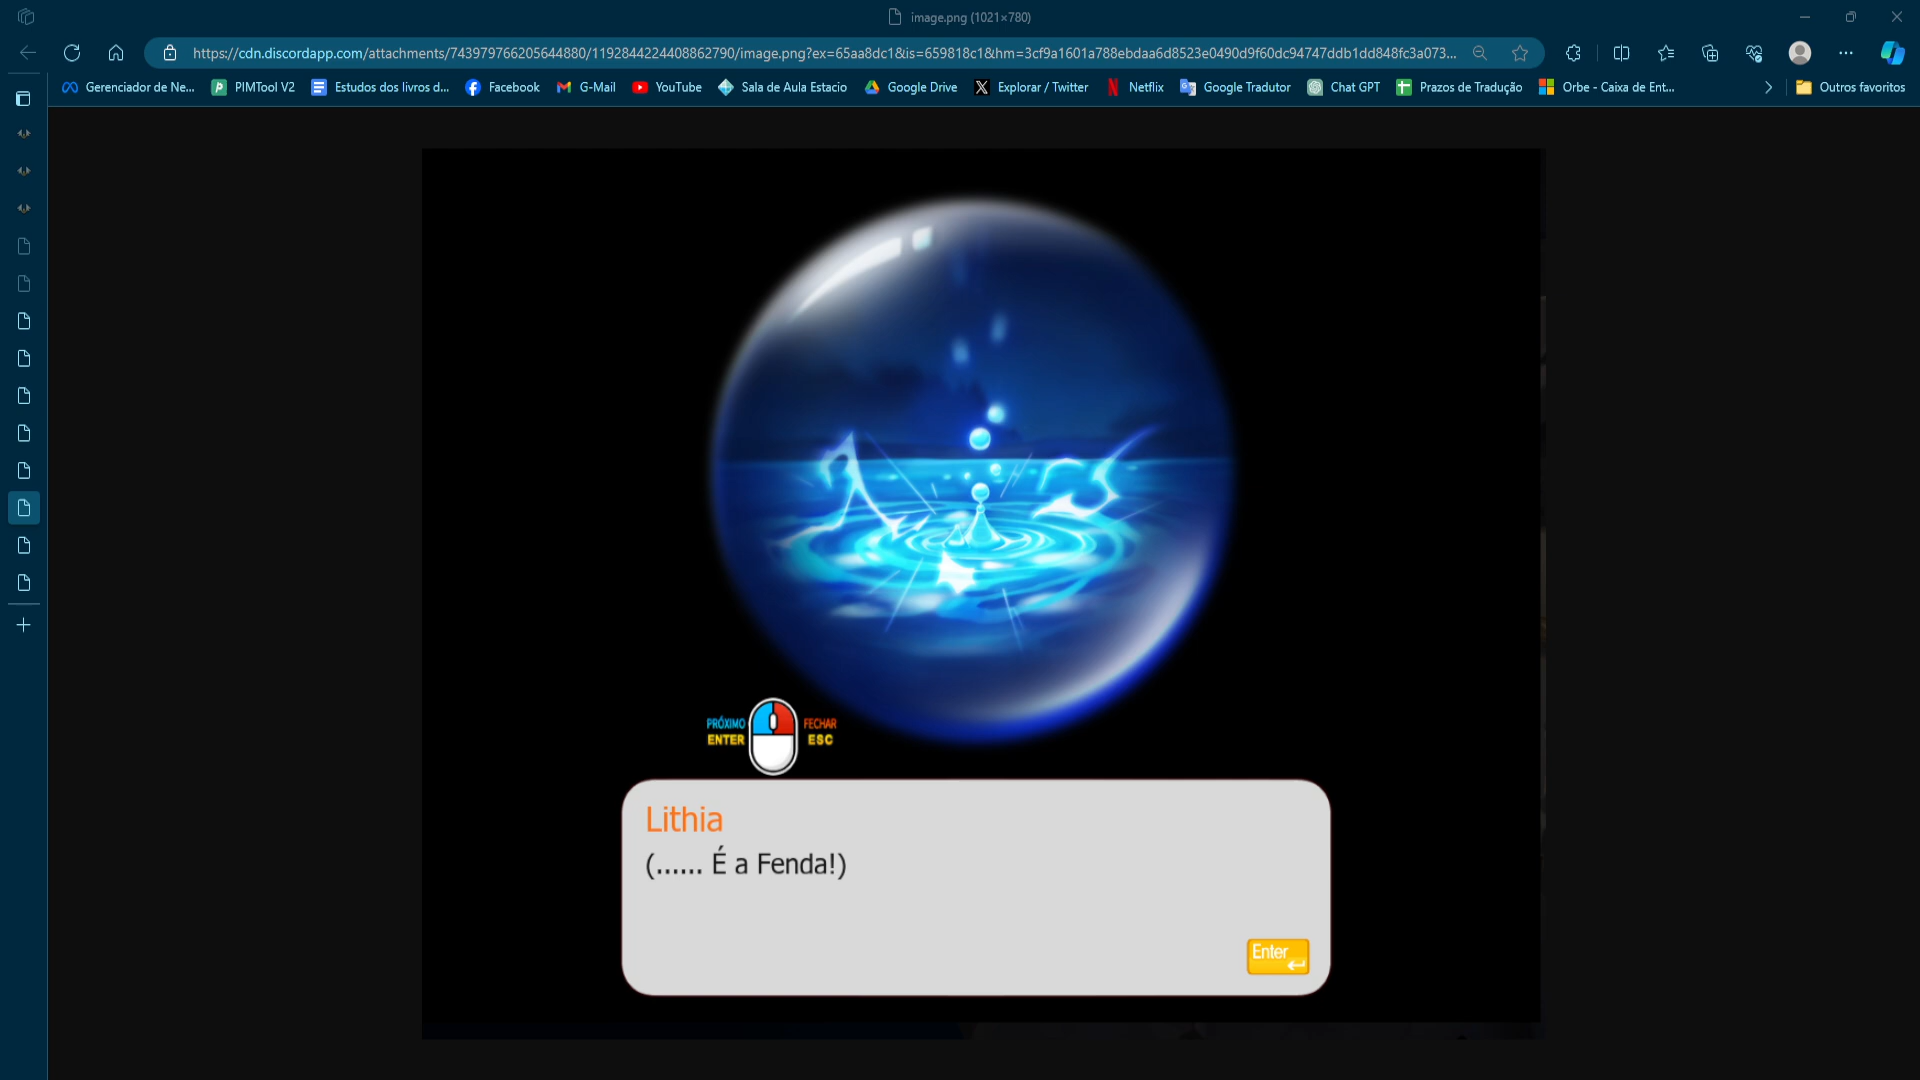 image.png (1021×780)
https://cdn.discordapp.com/attachments/743979766205644880/1192844224408862790/image.png?ex=65aa8dc1&is=659818c1&hm=3cf9a1601a788ebdaa6d8523e0490d9f60dc94747ddb1dd848fc3a073...
Gerenciador de Ne... PIMTool V2 Estudos dos livros d... Facebook G-Mail YouTube Sala de Aula Estacio Google Drive Explorar / Twitter Netflix Google Tradutor Chat GPT Prazos de Tradução Orbe - Caixa de Ent... Outros favoritos
PRÓXIMO FECHAR
ENTER ESC
Lithia
(...... É a Fenda!)
Enter